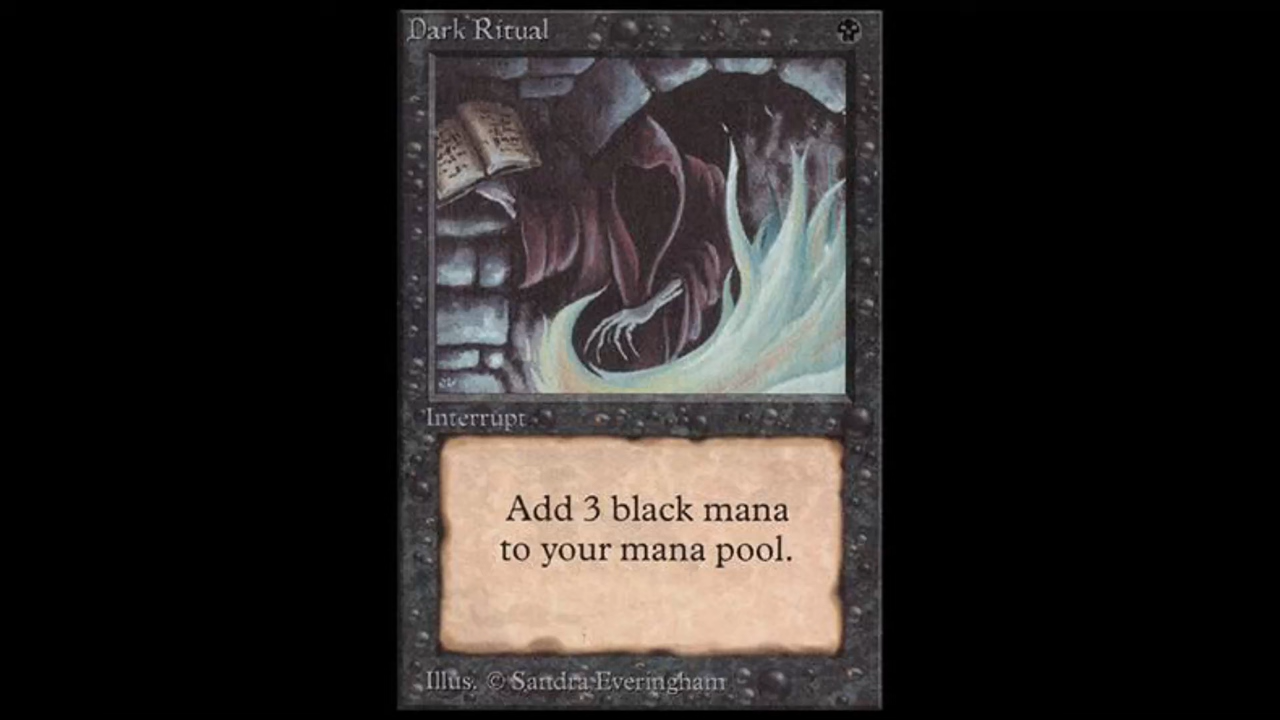 Dark Ritual
Interrupt
Add 3 black mana
to your mana pool.
Illus. © Sandra Everingham